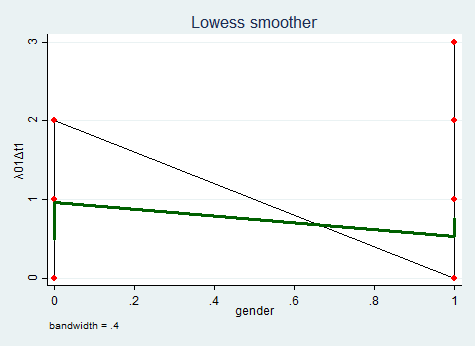 Lowess smoother
λ01Δt1
3
2
1
0
0 .2 .4 .6 .8 1
gender
bandwidth = .4